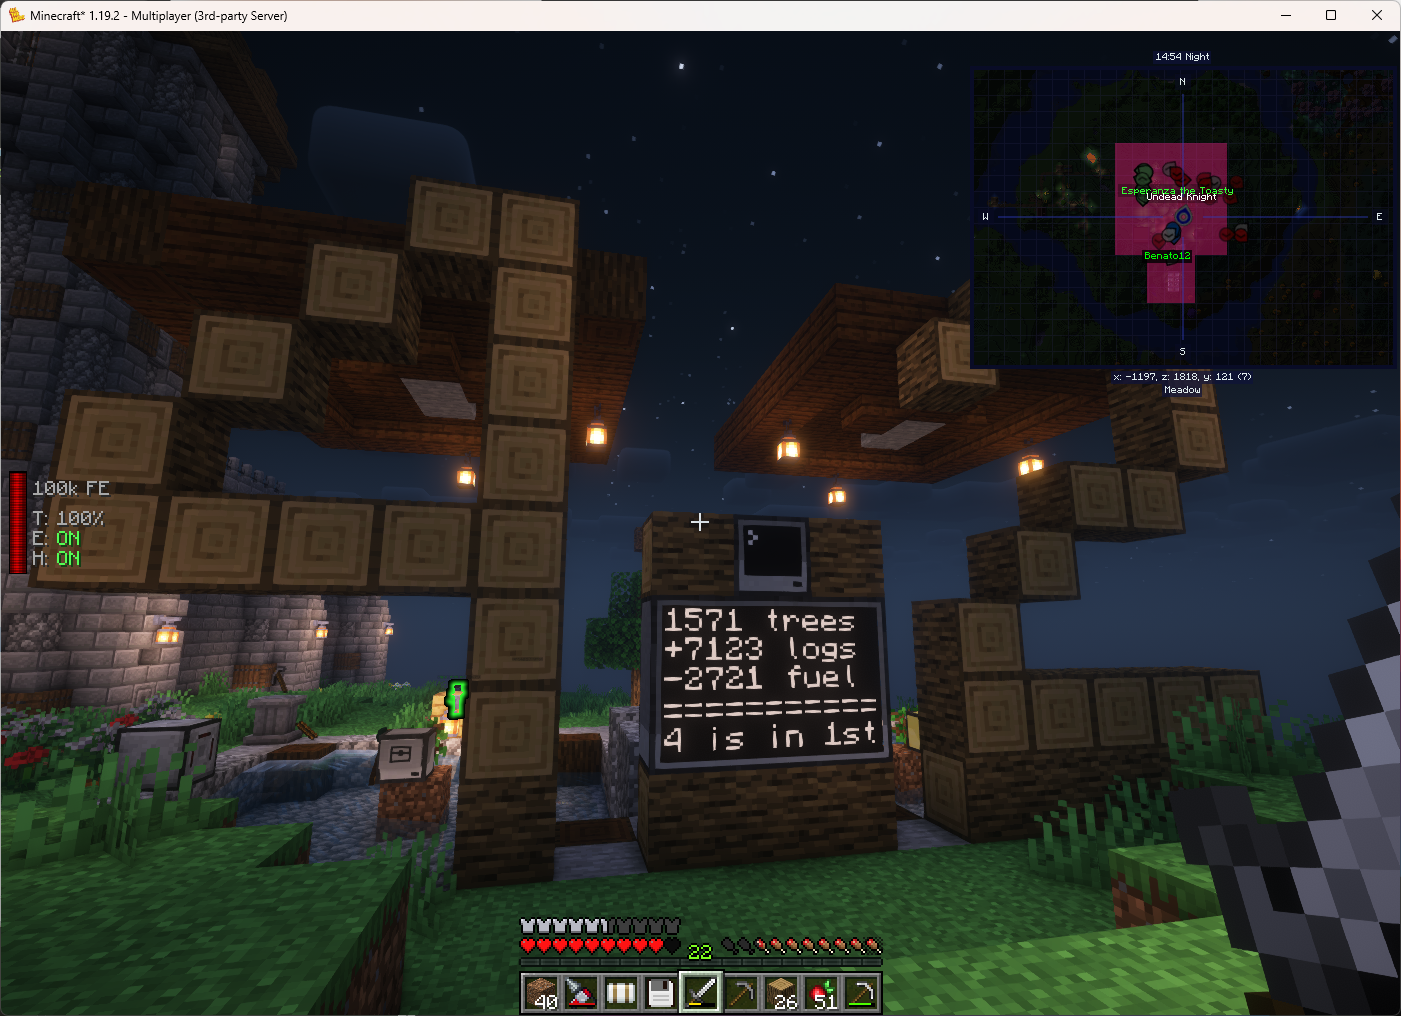 Minecraft* 1.19.2 - Multiplayer (3rd-party Server)
14:54 Night
N
Esperanza the Toasty
Undead Knight
W
E
Benato12
S
x: -1197, z: 1818, y: 121 (7)
Meadow
100k FE
T: 100%
E: ON
H: ON
1571 trees
+7123 logs
-2721 fuel
===========
4 is in 1st
22
40
26
51